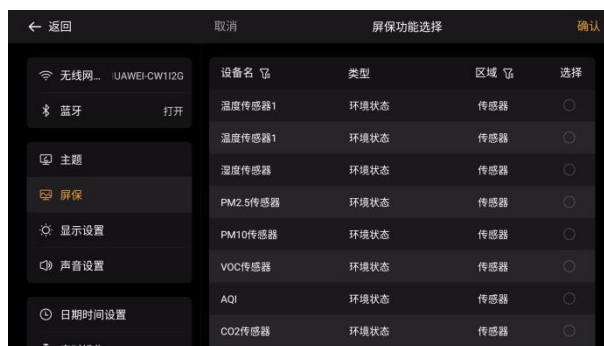 ← 返回
取消
屏保功能选择
确认
无线网... UAWEI-CW1I2G
蓝牙 打开
主题
屏保
显示设置
声音设置
日期时间设置
设备名 类型 区域 选择
温度传感器1 环境状态 传感器
温度传感器1 环境状态 传感器
湿度传感器 环境状态 传感器
PM2.5传感器 环境状态 传感器
PM10传感器 环境状态 传感器
VOC传感器 环境状态 传感器
AQI 环境状态 传感器
CO2传感器 环境状态 传感器